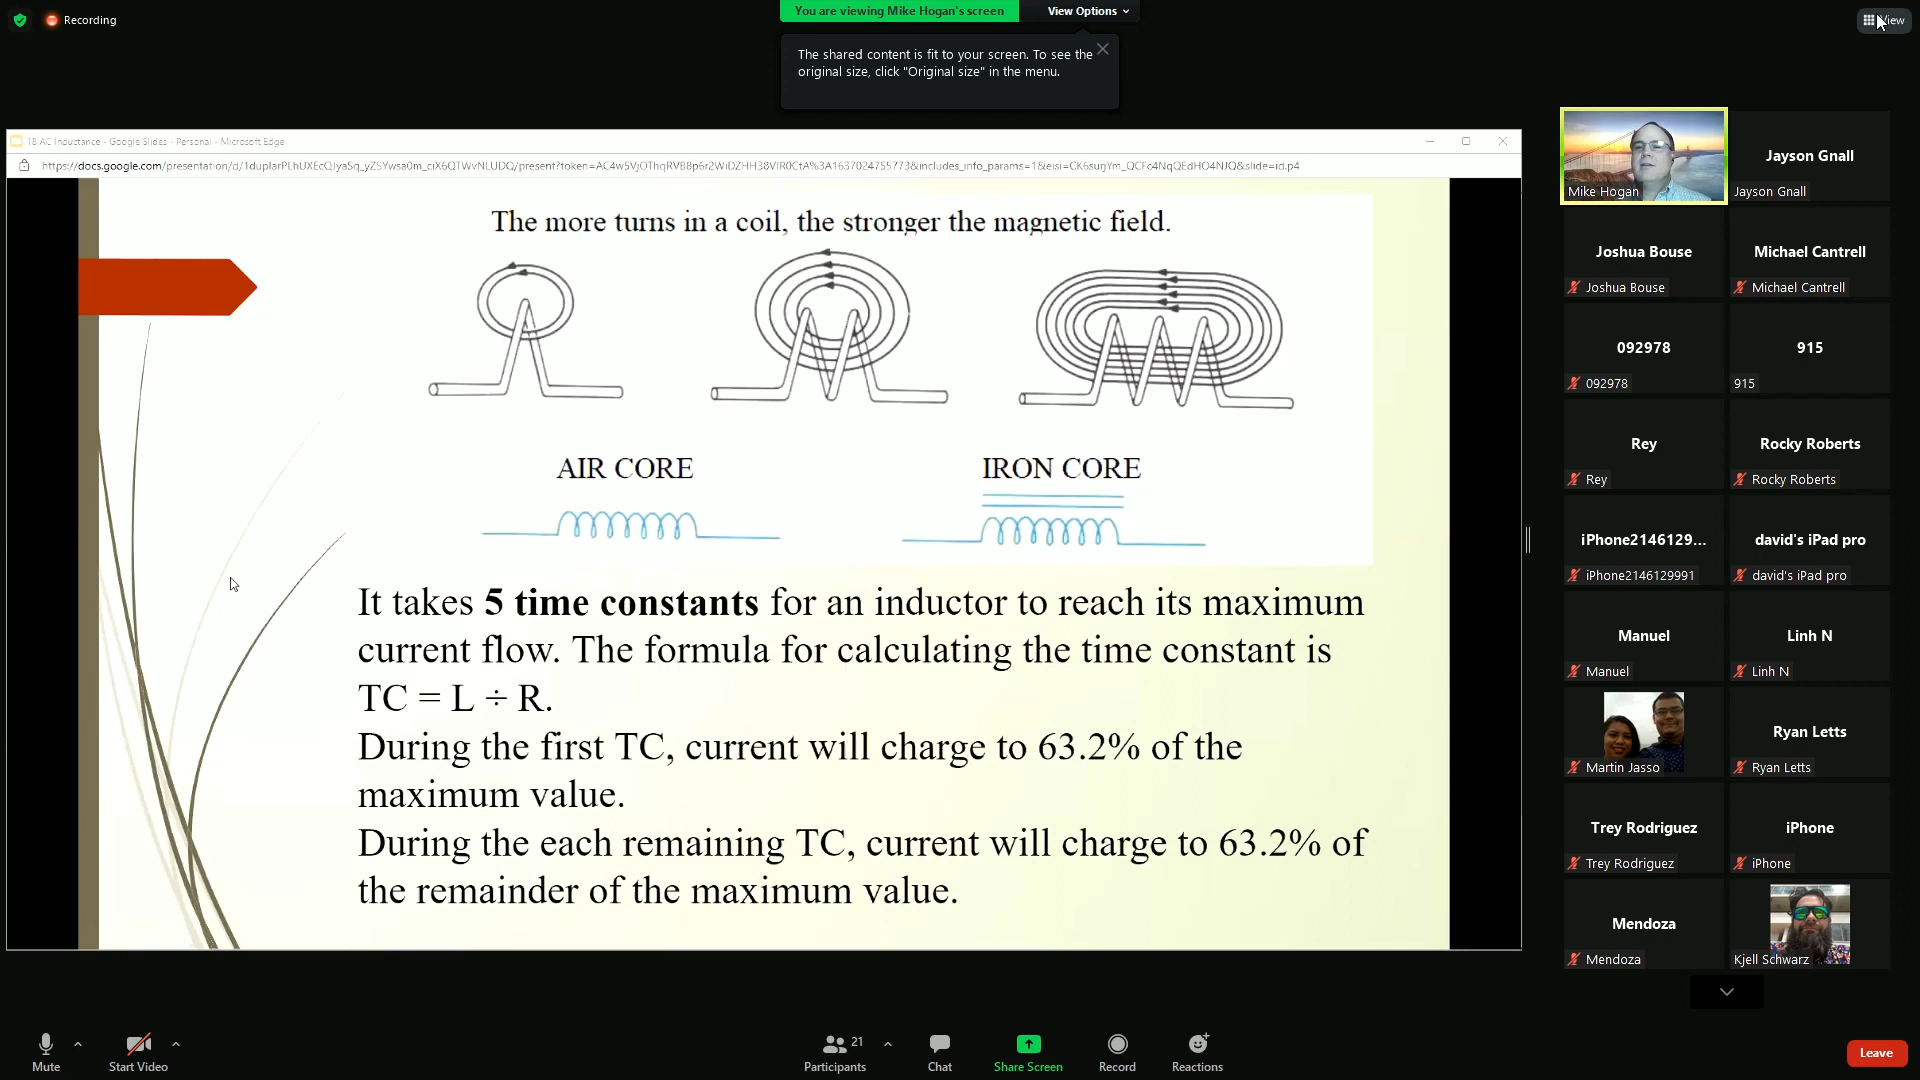 Recording
You are viewing Mike Hogan's screen
View Options
View
The shared content is fit to your screen. To see the
original size, click "Original size" in the menu.
18 AC Inductance - Google Slides - Personal - Microsoft Edge
The more turns in a coil, the stronger the magnetic field.
AIR CORE
IRON CORE
It takes 5 time constants for an inductor to reach its maximum
current flow. The formula for calculating the time constant is
TC = L ÷ R.
During the first TC, current will charge to 63.2% of the
maximum value.
During the each remaining TC, current will charge to 63.2% of
the remainder of the maximum value.
Mike Hogan
Jayson Gnall
Jayson Gnall
Joshua Bouse
Joshua Bouse
Michael Cantrell
Michael Cantrell
092978
092978
915
915
Rey
Rey
Rocky Roberts
Rocky Roberts
iPhone2146129...
iPhone2146129991
david's iPad pro
david's iPad pro
Manuel
Manuel
Linh N
Linh N
Martin Jasso
Ryan Letts
Ryan Letts
Trey Rodriguez
Trey Rodriguez
iPhone
iPhone
Mendoza
Mendoza
Kjell Schwarz
Mute
Start Video
21
Participants
Chat
Share Screen
Record
Reactions
Leave